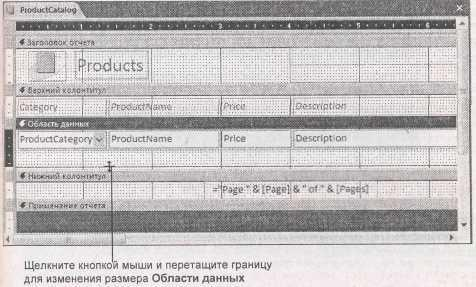 ProductCatalog
Заголовок отчета
Products
Верхний колонтитул
Category ProductName Price Description
Область данных
ProductCategory ProductName Price Description
Нижний колонтитул
="Page " & [Page] & " of " & [Pages]
Примечание отчета
Щелкните кнопкой мыши и перетащите границу
для изменения размера Области данных